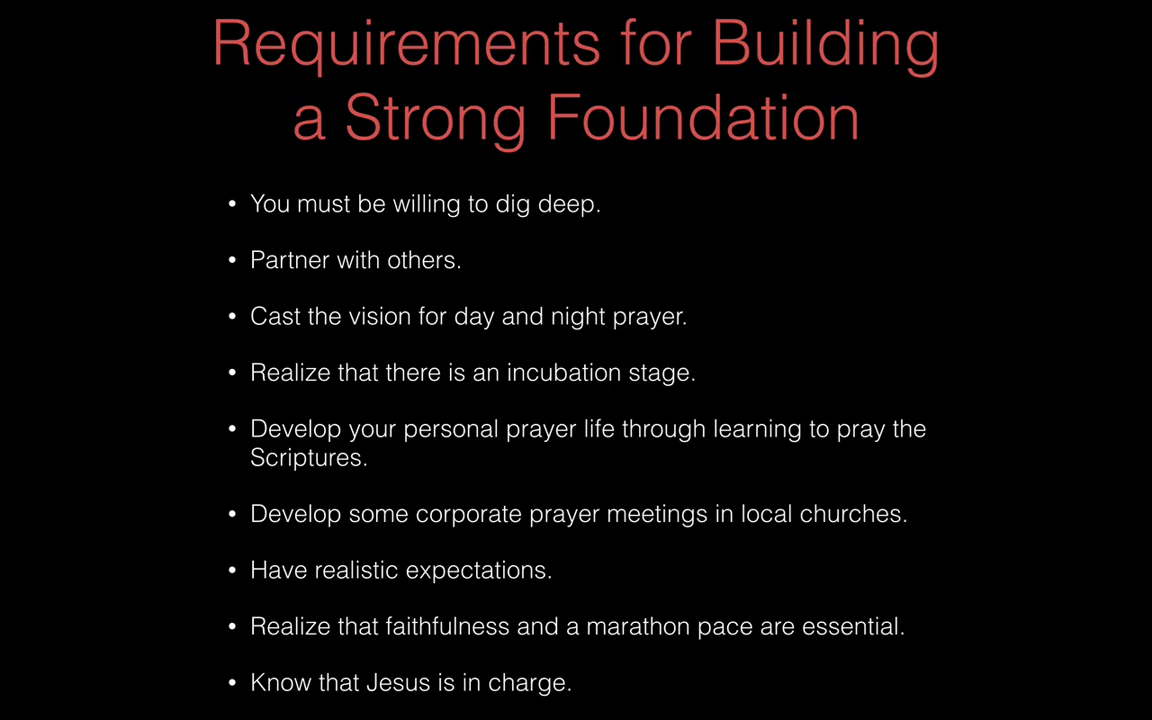 Requirements for Building
a Strong Foundation
• You must be willing to dig deep.
• Partner with others.
• Cast the vision for day and night prayer.
• Realize that there is an incubation stage.
• Develop your personal prayer life through learning to pray the
Scriptures.
• Develop some corporate prayer meetings in local churches.
• Have realistic expectations.
• Realize that faithfulness and a marathon pace are essential.
• Know that Jesus is in charge.